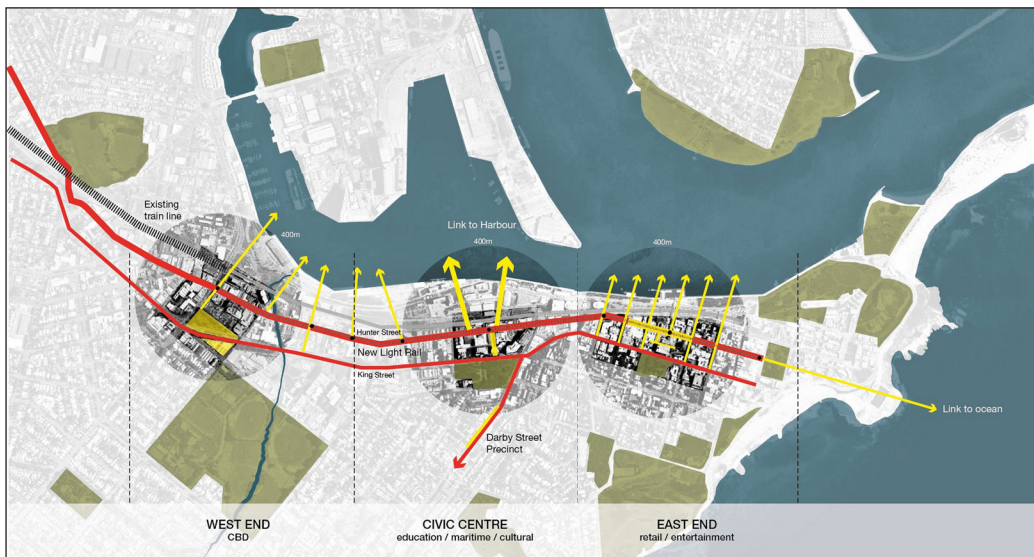 Existing
train line
400m
Link to Harbour
400m
400m
Hunter Street
New Light Rail
King Street
Link to ocean
Darby Street
Precinct
WEST END
CBD
CIVIC CENTRE
education / maritime / cultural
EAST END
retail / entertainment